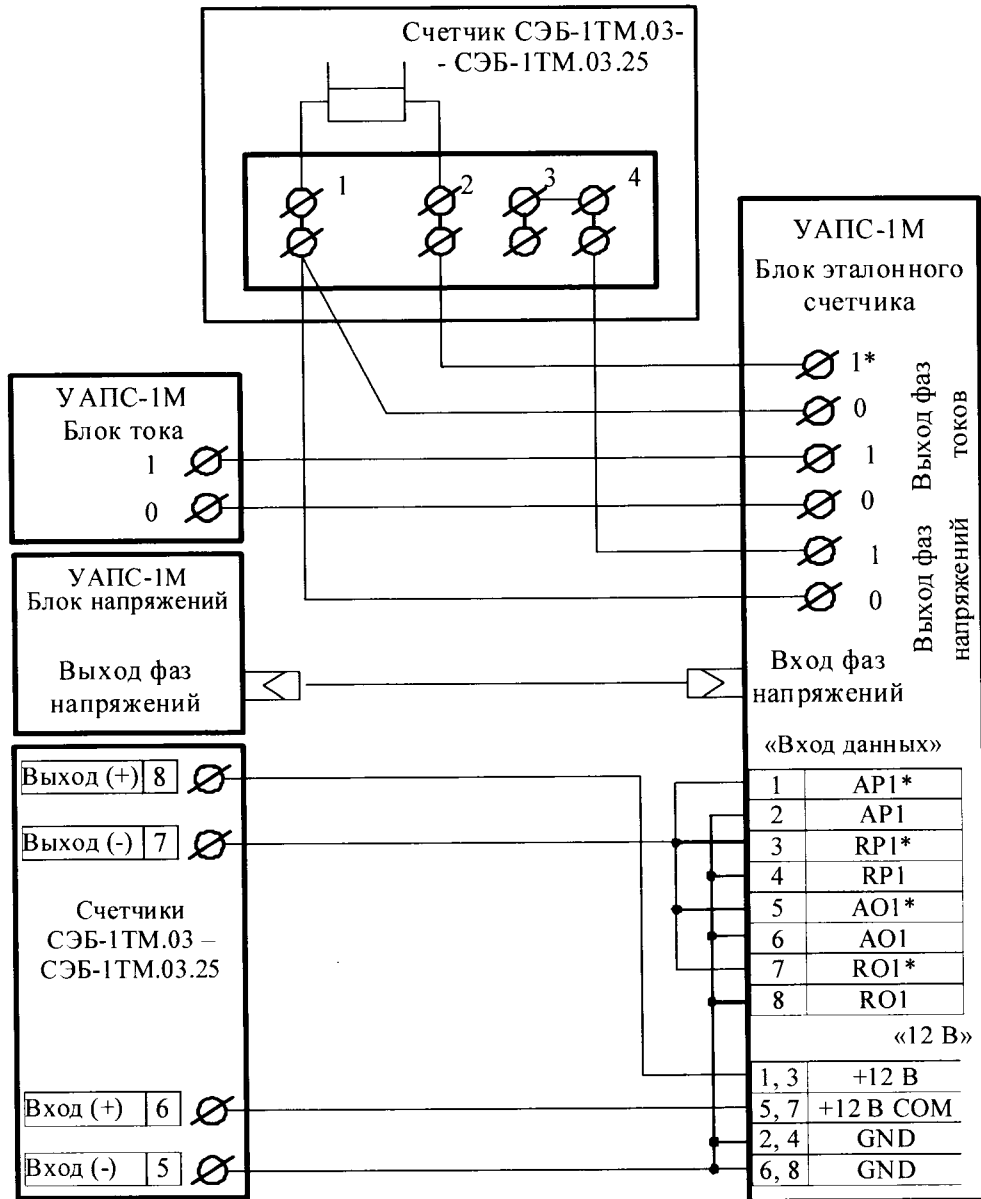 Счетчик СЭБ-1ТМ.03-
- СЭБ-1ТМ.03.25
1
2
3
4
УАПС-1М
Блок эталонного
счетчика
1*
0
1
0
1
0
Выход фаз
токов
Выход фаз
напряжений
УАПС-1М
Блок тока
1
0
УАПС-1М
Блок напряжений
Выход фаз
напряжений
Вход фаз
напряжений
«Вход данных»
1 AP1*
2 AP1
3 RP1*
4 RP1
5 AO1*
6 AO1
7 RO1*
8 RO1
«12 В»
1, 3 +12 В
5, 7 +12 В COM
2, 4 GND
6, 8 GND
Выход (+) 8
Выход (-) 7
Счетчики
СЭБ-1ТМ.03 –
СЭБ-1ТМ.03.25
Вход (+) 6
Вход (-) 5